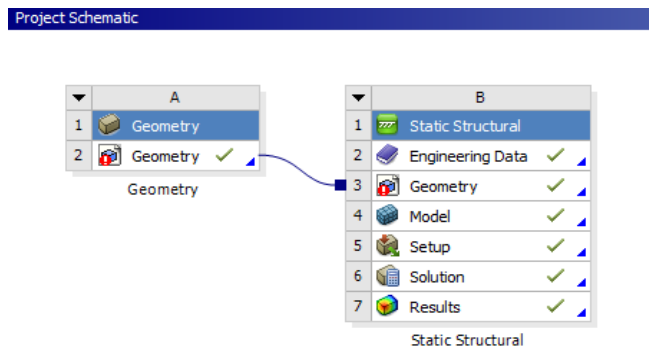 Project Schematic
A
1 Geometry
2 Geometry
Geometry
B
1 Static Structural
2 Engineering Data
3 Geometry
4 Model
5 Setup
6 Solution
7 Results
Static Structural